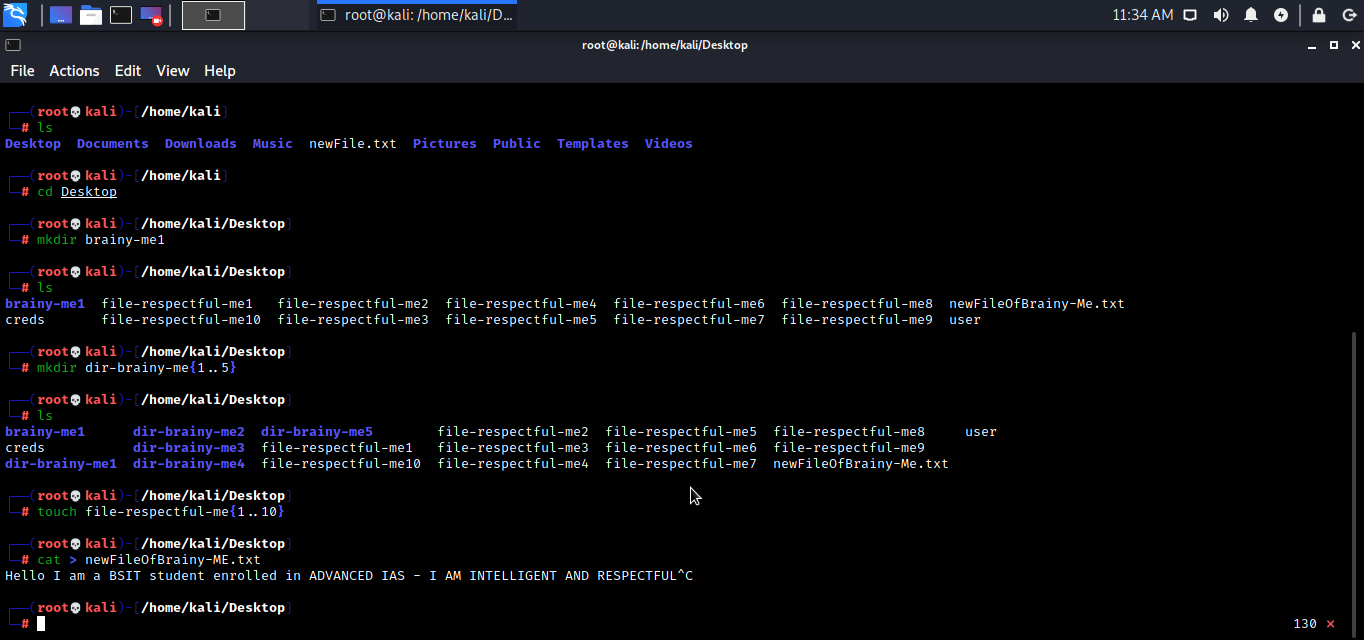 root@kali: /home/kali/D... 11:34 AM
root@kali:/home/kali/Desktop
File Actions Edit View Help
┌──(root💀kali)-[/home/kali]
└─# ls
Desktop Documents Downloads Music newFile.txt Pictures Public Templates Videos
┌──(root💀kali)-[/home/kali]
└─# cd Desktop
┌──(root💀kali)-[/home/kali/Desktop]
└─# mkdir brainy-me1
┌──(root💀kali)-[/home/kali/Desktop]
└─# ls
brainy-me1 file-respectful-me1 file-respectful-me2 file-respectful-me4 file-respectful-me6 file-respectful-me8 newFileOfBrainy-Me.txt
creds file-respectful-me10 file-respectful-me3 file-respectful-me5 file-respectful-me7 file-respectful-me9 user
┌──(root💀kali)-[/home/kali/Desktop]
└─# mkdir dir-brainy-me{1..5}
┌──(root💀kali)-[/home/kali/Desktop]
└─# ls
brainy-me1 dir-brainy-me2 dir-brainy-me5 file-respectful-me2 file-respectful-me5 file-respectful-me8 user
creds dir-brainy-me3 file-respectful-me1 file-respectful-me3 file-respectful-me6 file-respectful-me9
dir-brainy-me1 dir-brainy-me4 file-respectful-me10 file-respectful-me4 file-respectful-me7 newFileOfBrainy-Me.txt
┌──(root💀kali)-[/home/kali/Desktop]
└─# touch file-respectful-me{1..10}
┌──(root💀kali)-[/home/kali/Desktop]
└─# cat > newFileOfBrainy-ME.txt
Hello I am a BSIT student enrolled in ADVANCED IAS - I AM INTELLIGENT AND RESPECTFUL^C
┌──(root💀kali)-[/home/kali/Desktop]
└─# 130 ⨯